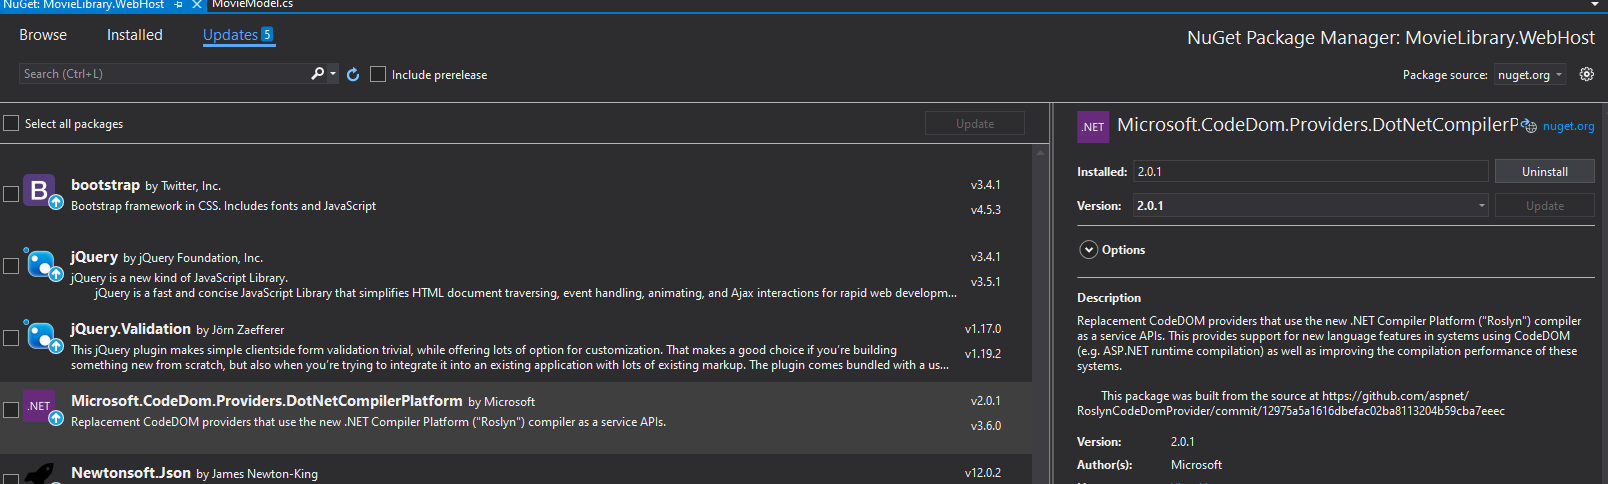 NuGet: MovieLibrary.WebHost
MovieModel.cs
Browse
Installed
Updates 5
NuGet Package Manager: MovieLibrary.WebHost
Search (Ctrl+L)
Include prerelease
Package source: nuget.org
Select all packages
Update
B
bootstrap by Twitter, Inc.
v3.4.1
Bootstrap framework in CSS. Includes fonts and JavaScript
v4.5.3
jQuery by jQuery Foundation, Inc.
v3.4.1
jQuery is a new kind of JavaScript Library.
v3.5.1
jQuery is a fast and concise JavaScript Library that simplifies HTML document traversing, event handling, animating, and Ajax interactions for rapid web developm...
jQuery.Validation by Jörn Zaefferer
v1.17.0
This jQuery plugin makes simple clientside form validation trivial, while offering lots of option for customization. That makes a good choice if you're building
v1.19.2
something new from scratch, but also when you're trying to integrate it into an existing application with lots of existing markup. The plugin comes bundled with a us...
.NET
Microsoft.CodeDom.Providers.DotNetCompilerPlatform by Microsoft
v2.0.1
Replacement CodeDOM providers that use the new .NET Compiler Platform ("Roslyn") compiler as a service APIs.
v3.6.0
Newtonsoft.Json by James Newton-King
v12.0.2
.NET
Microsoft.CodeDom.Providers.DotNetCompilerP
nuget.org
Installed: 2.0.1
Uninstall
Version: 2.0.1
Update
Options
Description
Replacement CodeDOM providers that use the new .NET Compiler Platform ("Roslyn") compiler
as a service APIs. This provides support for new language features in systems using CodeDOM
(e.g. ASP.NET runtime compilation) as well as improving the compilation performance of these
systems.
This package was built from the source at https://github.com/aspnet/
RoslynCodeDomProvider/commit/12975a5a1616dbefac02ba8113204b59cba7eeec
Version: 2.0.1
Author(s): Microsoft